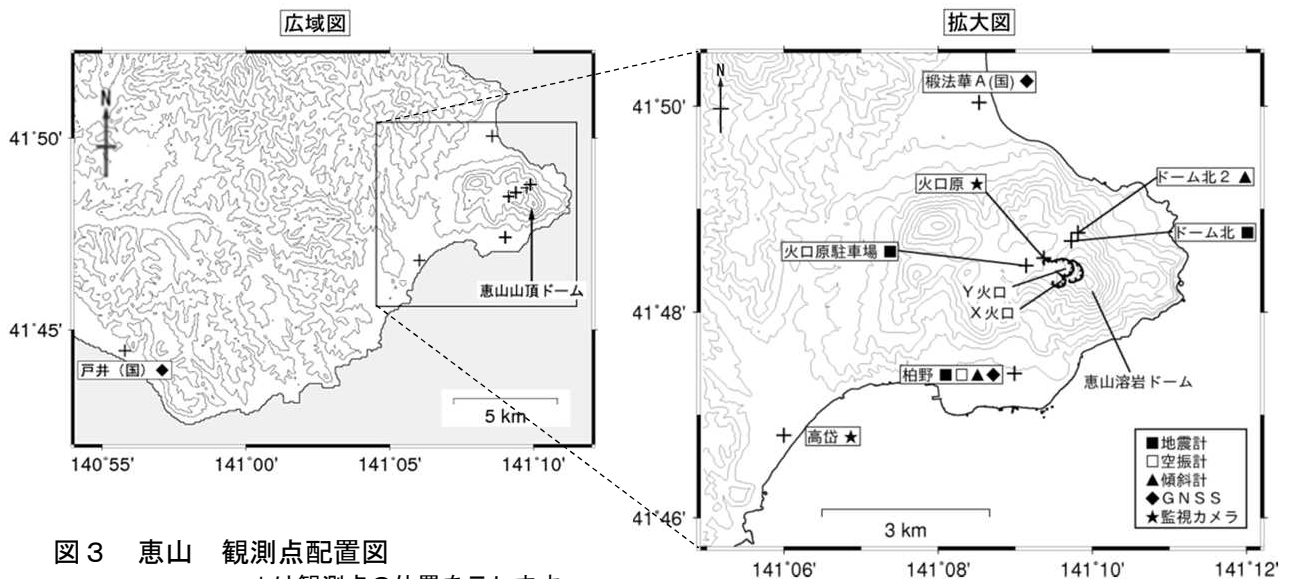 広域図
N
41°50'
41°45'
恵山山頂ドーム
戸井（国）◆
5 km
140°55'
141°00'
141°05'
141°10'
拡大図
N
41°50'
41°48'
41°46'
椴法華Ａ(国) ◆
火口原 ★
ドーム北２ ▲
ドーム北 ■
火口原駐車場 ■
Ｙ火口
Ｘ火口
柏野 ■□▲◆
恵山溶岩ドーム
高岱 ★
■地震計
□空振計
▲傾斜計
◆ＧＮＳＳ
★監視カメラ
3 km
141°06'
141°08'
141°10'
141°12'
図３　恵山　観測点配置図